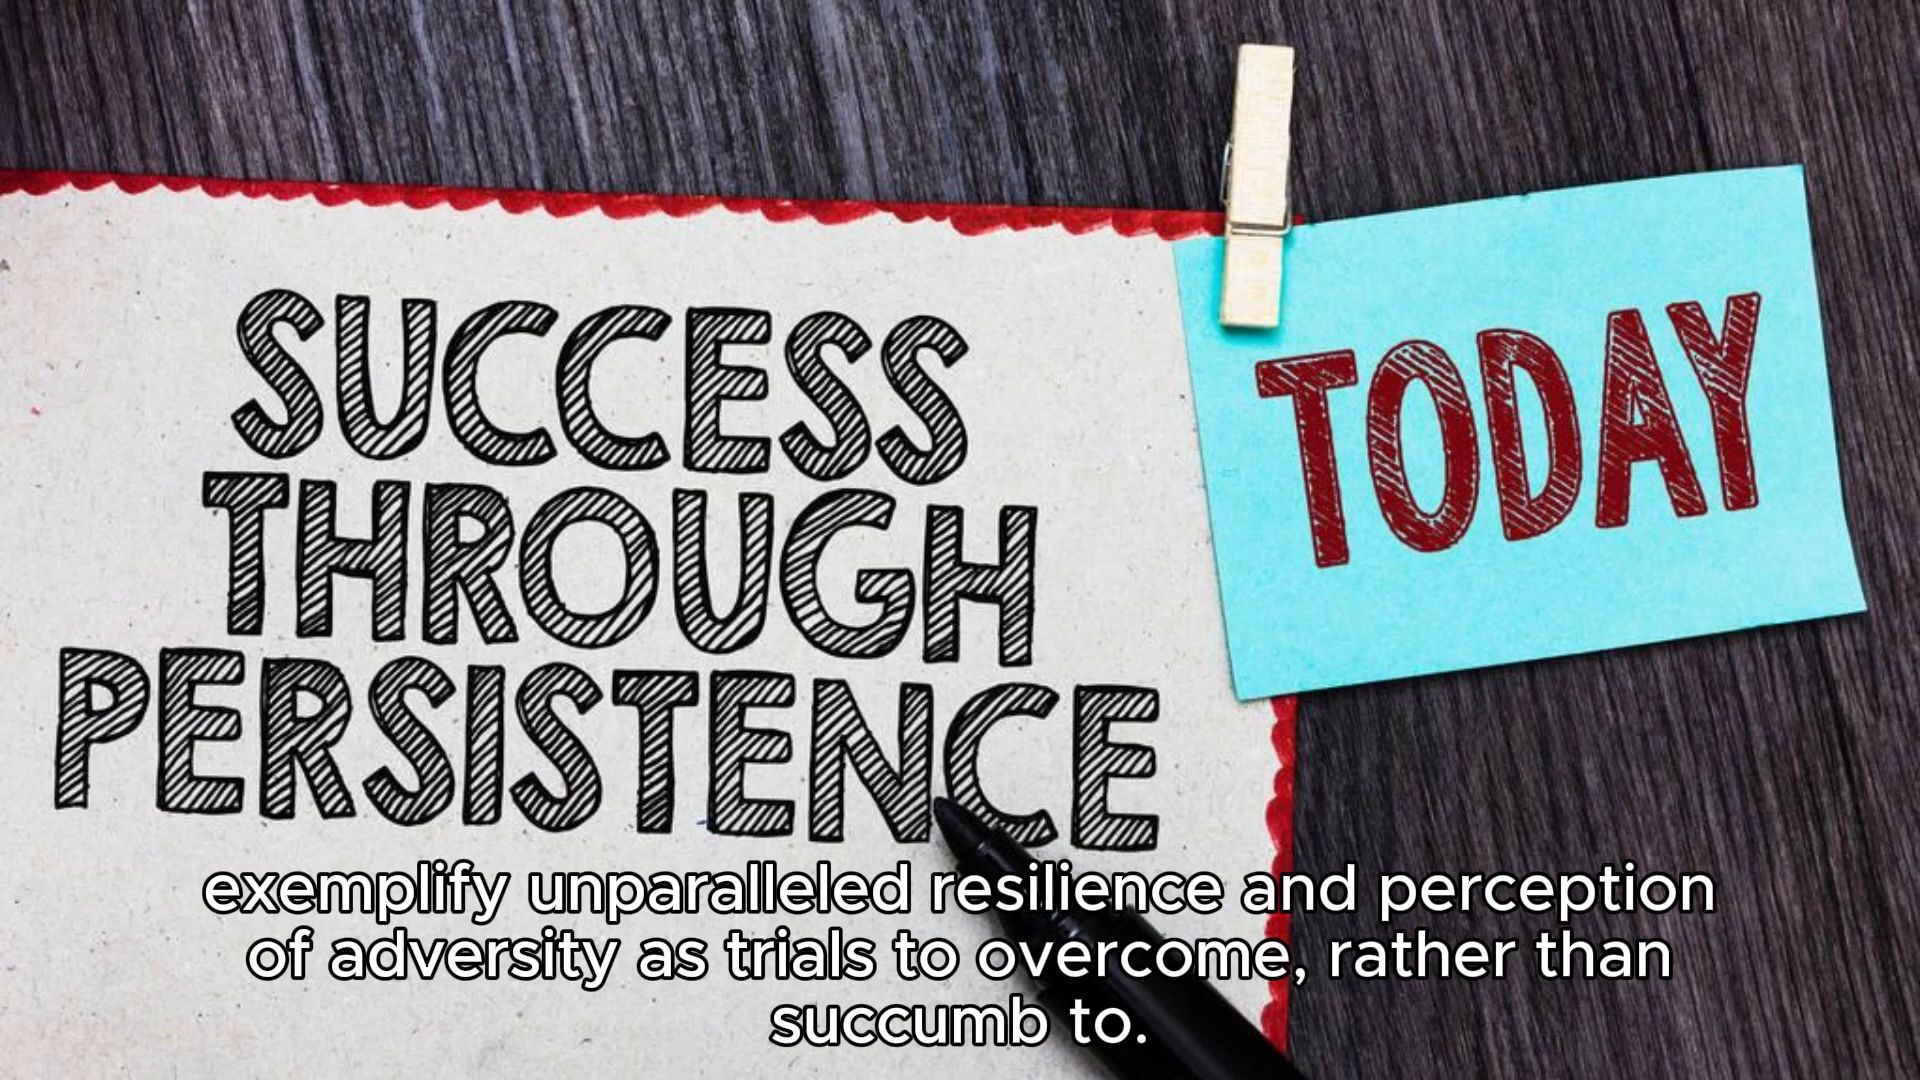 SUCCESS
THROUGH
PERSISTENCE
TODAY
exemplify unparalleled resilience and perception
of adversity as trials to overcome, rather than
succumb to.